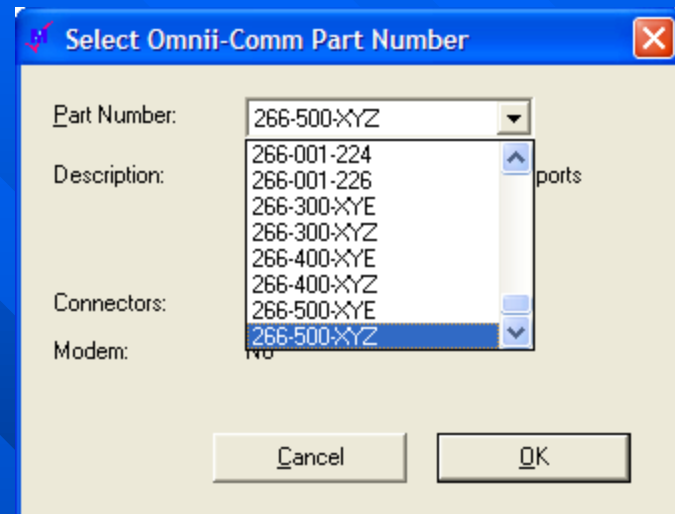 Select Omnii-Comm Part Number
Part Number: 266-500-XYZ
266-001-224
Description: 266-001-226 ports
266-300-XYE
266-300-XYZ
266-400-XYE
266-400-XYZ
Connectors: 266-500-XYE
266-500-XYZ
Modem: No
Cancel OK